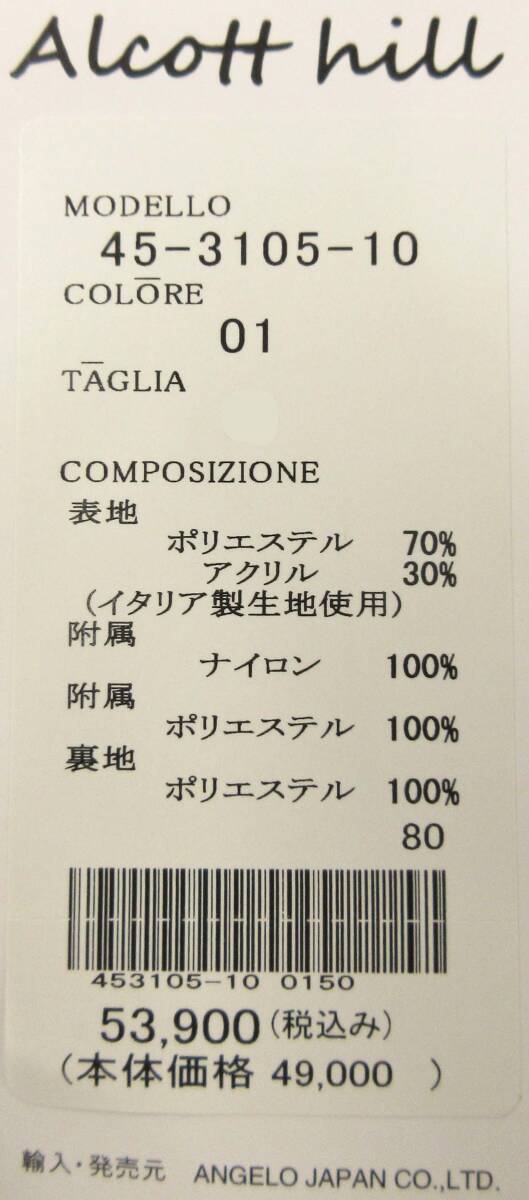 Alcott hill
MODELLO
45-3105-10
COLŌRE
01
TĀGLIA
COMPOSIZIONE
表地
ポリエステル 70%
アクリル 30%
(イタリア製生地使用)
附属
ナイロン 100%
附属
ポリエステル 100%
裏地
ポリエステル 100%
80
453105-10 0150
53,900(税込み)
(本体価格 49,000 )
輸入・発売元 ANGELO JAPAN CO.,LTD.